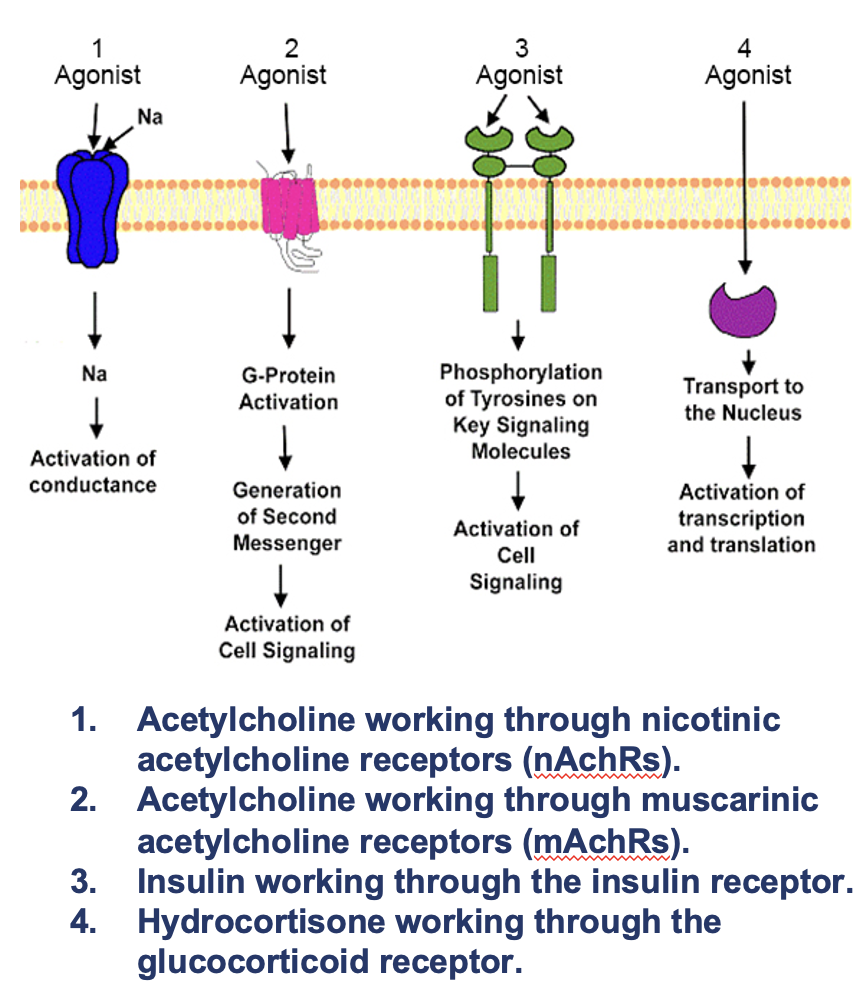 1
Agonist
Na
Na
Activation of
conductance
2
Agonist
G-Protein
Activation
Generation
of Second
Messenger
Activation of
Cell Signaling
3
Agonist
Phosphorylation
of Tyrosines on
Key Signaling
Molecules
Activation of
Cell
Signaling
4
Agonist
Transport to
the Nucleus
Activation of
transcription
and translation
1. Acetylcholine working through nicotinic
acetylcholine receptors (nAchRs).
2. Acetylcholine working through muscarinic
acetylcholine receptors (mAchRs).
3. Insulin working through the insulin receptor.
4. Hydrocortisone working through the
glucocorticoid receptor.